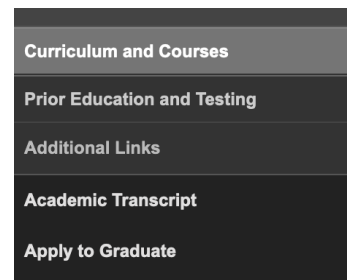 Curriculum and Courses
Prior Education and Testing
Additional Links
Academic Transcript
Apply to Graduate